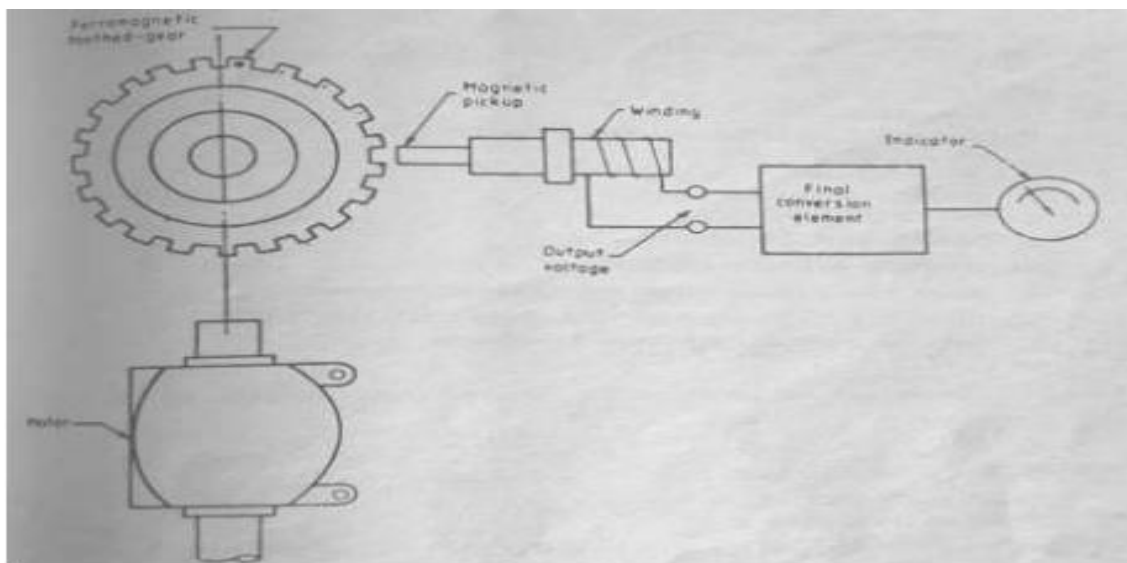 Ferromagnetic
toothed-gear
Magnetic
pickup
Winding
Indicator
Final
conversion
element
Output
voltage
motor